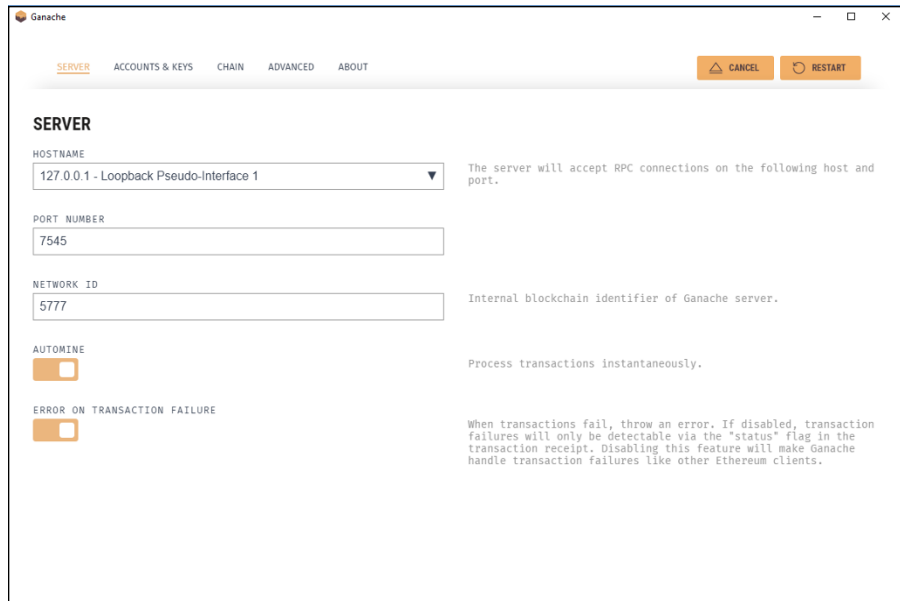 Ganache
SERVER ACCOUNTS & KEYS CHAIN ADVANCED ABOUT CANCEL RESTART
SERVER
HOSTNAME
127.0.0.1 - Loopback Pseudo-Interface 1
The server will accept RPC connections on the following host and
port.
PORT NUMBER
7545
NETWORK ID
5777
Internal blockchain identifier of Ganache server.
AUTOMINE
Process transactions instantaneously.
ERROR ON TRANSACTION FAILURE
When transactions fail, throw an error. If disabled, transaction
failures will only be detectable via the "status" flag in the
transaction receipt. Disabling this feature will make Ganache
handle transaction failures like other Ethereum clients.